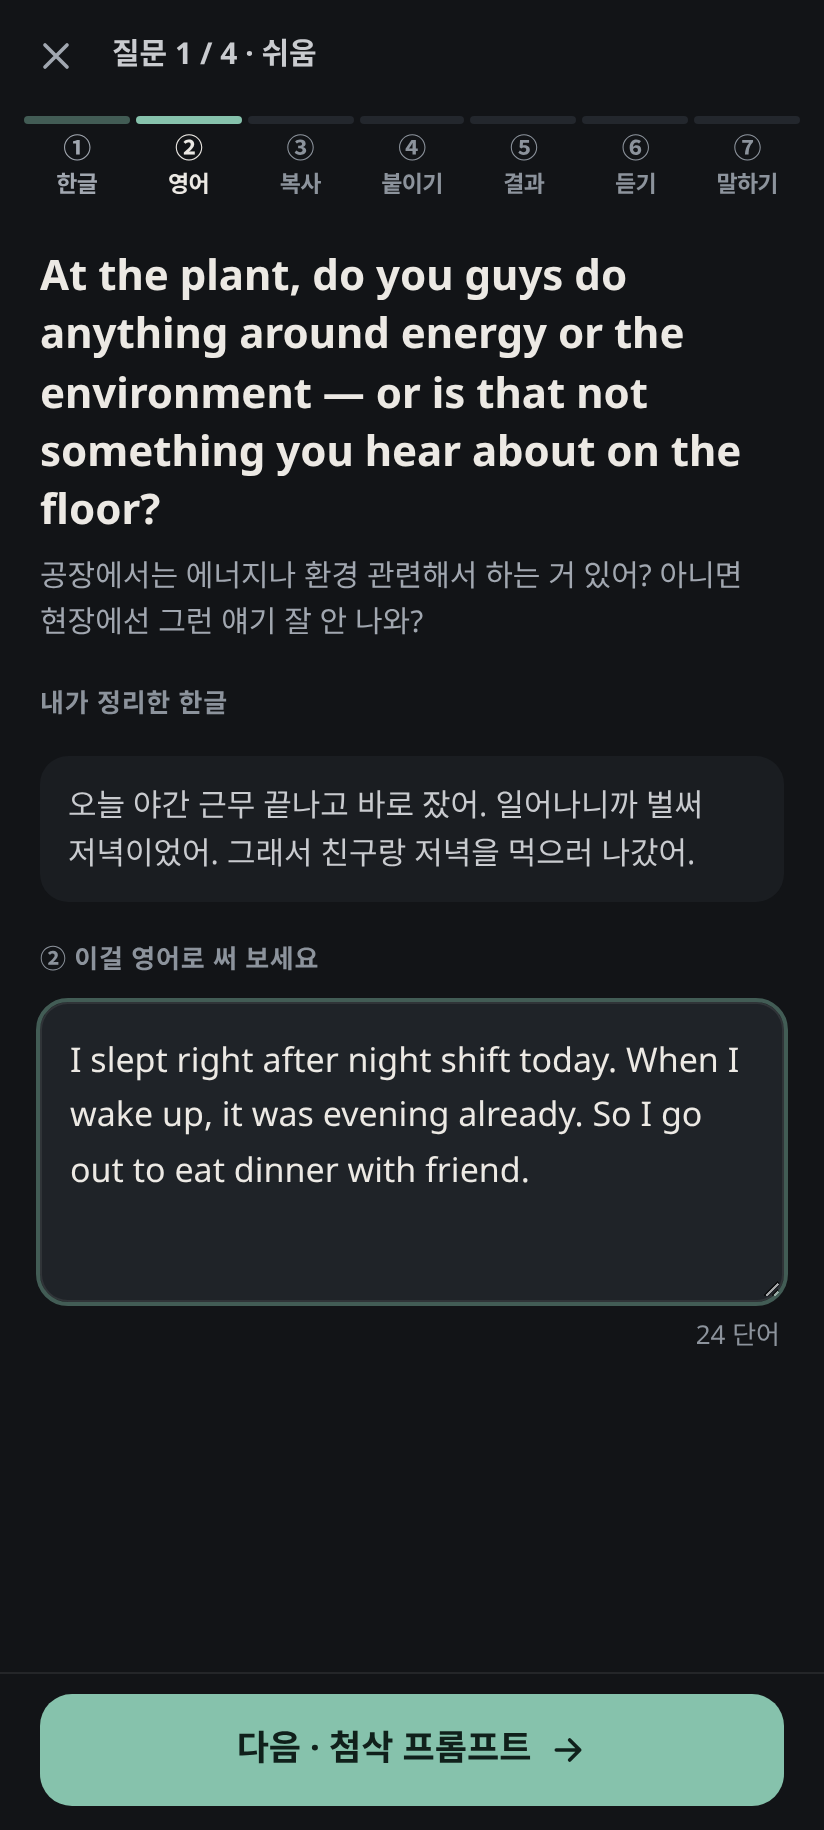 질문 1 / 4 · 쉬움
① ② ③ ④ ⑤ ⑥ ⑦
한글 영어 복사 붙이기 결과 듣기 말하기
At the plant, do you guys do
anything around energy or the
environment — or is that not
something you hear about on the
floor?
공장에서는 에너지나 환경 관련해서 하는 거 있어? 아니면
현장에선 그런 얘기 잘 안 나와?
내가 정리한 한글
오늘 야간 근무 끝나고 바로 잤어. 일어나니까 벌써
저녁이었어. 그래서 친구랑 저녁을 먹으러 나갔어.
② 이걸 영어로 써 보세요
I slept right after night shift today. When I
wake up, it was evening already. So I go
out to eat dinner with friend.
24 단어
다음 · 첨삭 프롬프트 →